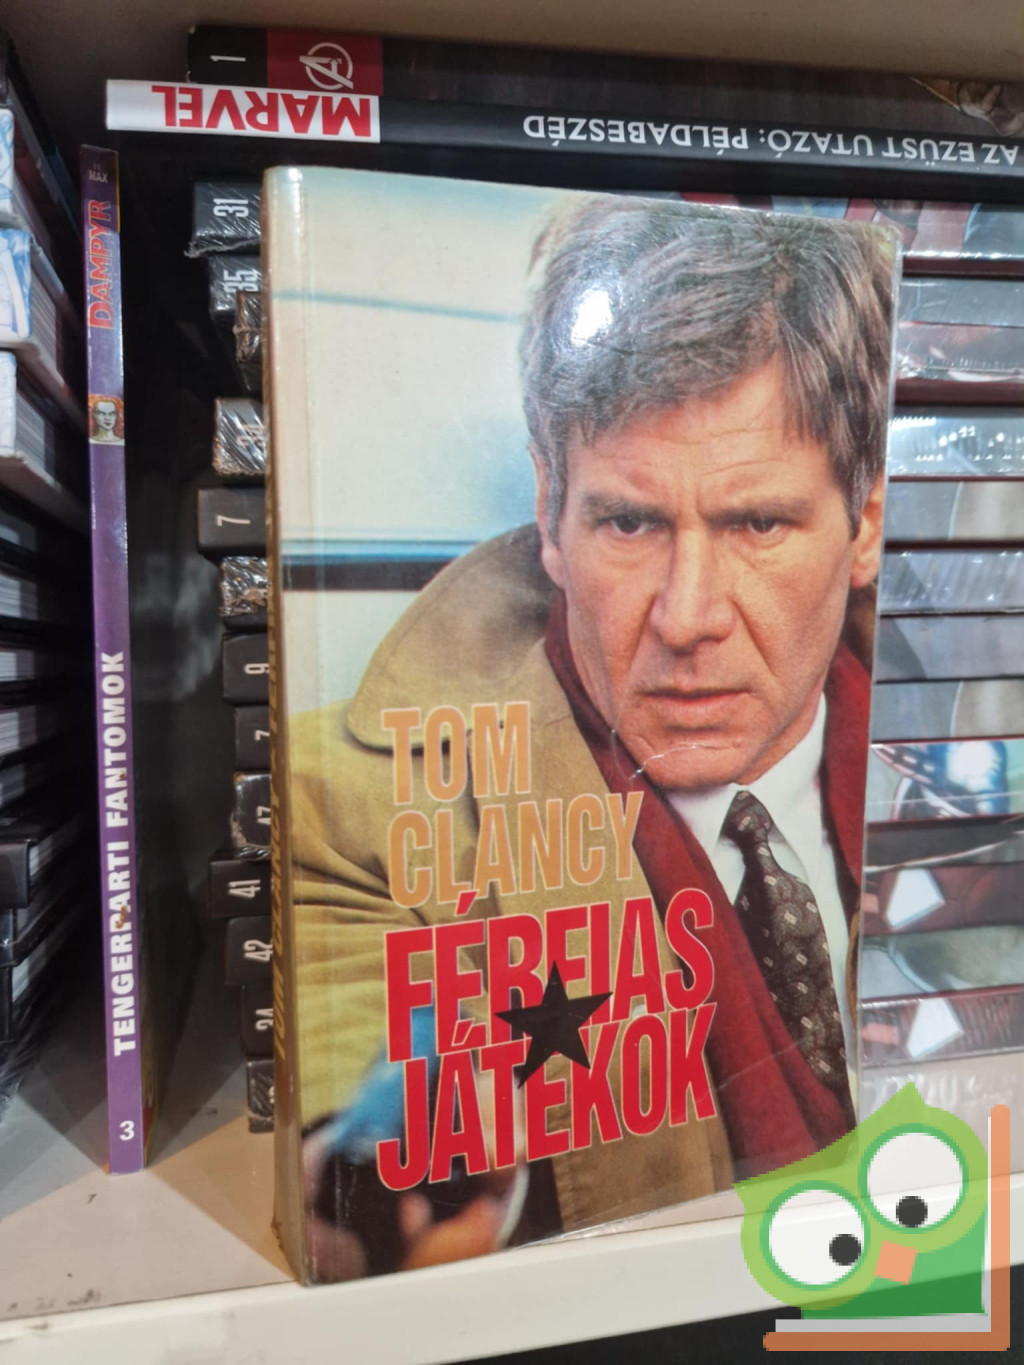 1
MARVEL
AZ EZÜST UTAZÓ: PÉLDABESZÉD
MAX
DAMPYR
TENGERPARTI FANTOMOK
3
31
35
7
9
7
41
42
TOM
CLANCY
FÉRFIAS
JÁTÉKOK